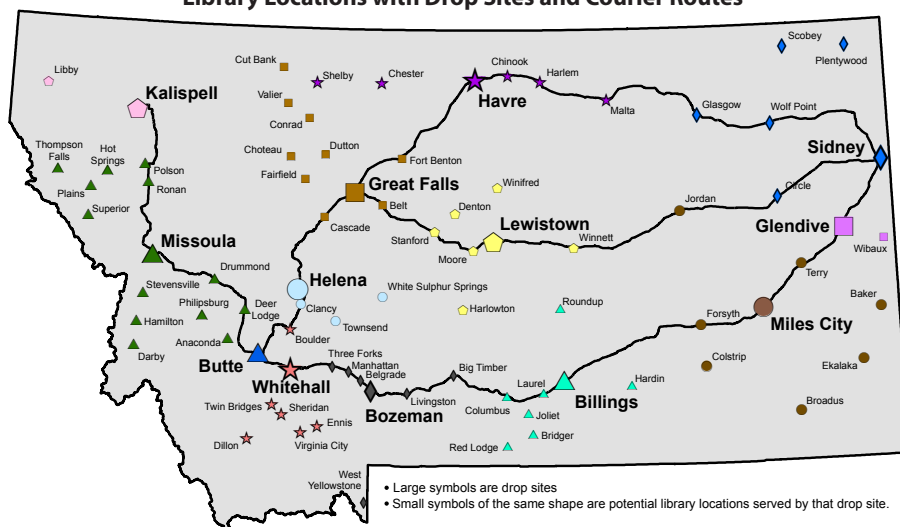 Library Locations with Drop Sites and Courier Routes
Scobey
Plentywood
Libby
Cut Bank
Shelby
Chester
Chinook
Harlem
Havre
Kalispell
Valier
Malta
Glasgow
Wolf Point
Conrad
Thompson
Falls
Hot
Springs
Choteau
Dutton
Fort Benton
Sidney
Polson
Fairfield
Plains
Ronan
Great Falls
Winifred
Circle
Superior
Belt
Denton
Jordan
Cascade
Lewistown
Glendive
Stanford
Missoula
Moore
Winnett
Wibaux
Drummond
Terry
Stevensville
Helena
White Sulphur Springs
Philipsburg
Deer
Lodge
Clancy
Harlowton
Roundup
Baker
Hamilton
Townsend
Forsyth
Miles City
Anaconda
Boulder
Darby
Butte
Three Forks
Manhattan
Belgrade
Big Timber
Colstrip
Ekalaka
Whitehall
Laurel
Hardin
Livingston
Billings
Twin Bridges
Sheridan
Bozeman
Columbus
Joliet
Broadus
Ennis
Dillon
Virginia City
Bridger
Red Lodge
West
Yellowstone
• Large symbols are drop sites
• Small symbols of the same shape are potential library locations served by that drop site.